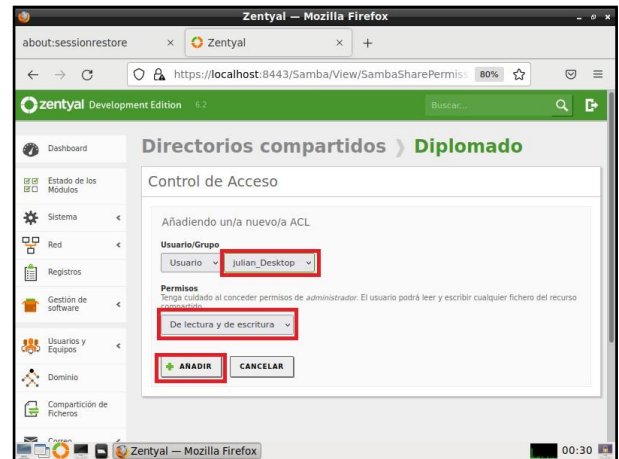 Zentyal — Mozilla Firefox
about:sessionrestore × Zentyal × +
https://localhost:8443/Samba/View/SambaSharePermiss 80%
zentyal Development Edition 6.2 Buscar...
Directorios compartidos Diplomado
Dashboard
Estado de los
Módulos
Sistema
Red
Registros
Gestión de
software
Usuarios y
Equipos
Dominio
Compartición de
Ficheros
Correo
Control de Acceso
Añadiendo un/a nuevo/a ACL
Usuario/Grupo
Usuario julian_Desktop
Permisos
Tenga cuidado al conceder permisos de administrador. El usuario podrá leer y escribir cualquier fichero del recurso
compartido.
De lectura y de escritura
+ AÑADIR CANCELAR
Zentyal — Mozilla Firefox 00:30